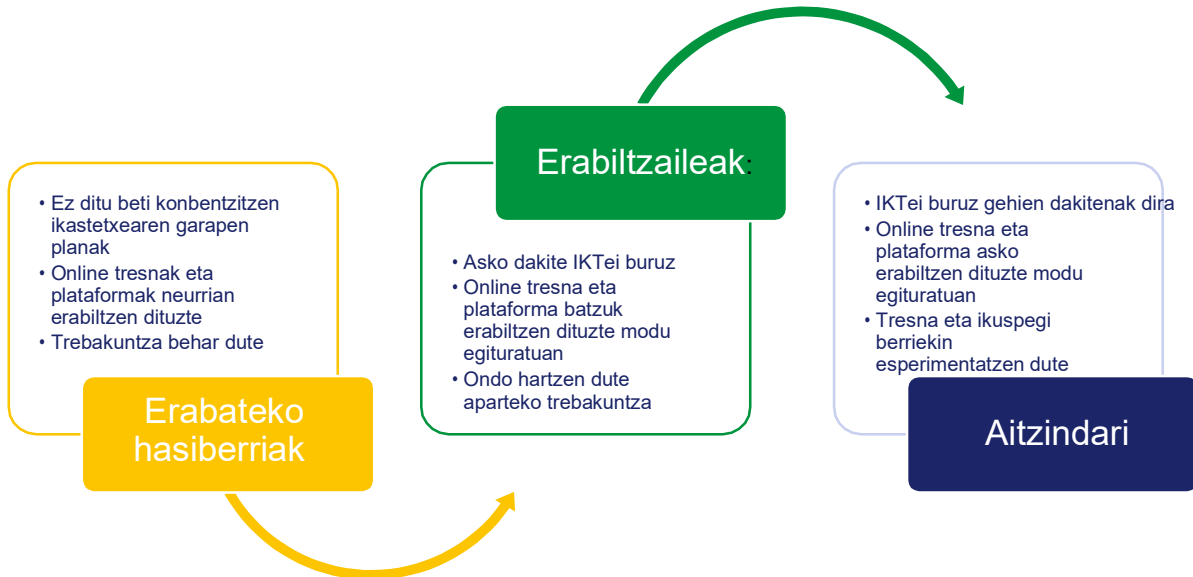 • Ez ditu beti konbentzitzen
ikastetxearen garapen
planak
• Online tresnak eta
plataformak neurrian
erabiltzen dituzte
• Trebakuntza behar dute
Erabateko
hasiberriak
Erabiltzaileak:
• Asko dakite IKTei buruz
• Online tresna eta
plataforma batzuk
erabiltzen dituzte modu
egituratuan
• Ondo hartzen dute
aparteko trebakuntza
• IKTei buruz gehien dakitenak dira
• Online tresna eta
plataforma asko
erabiltzen dituzte modu
egituratuan
• Tresna eta ikuspegi
berriekin
esperimentatzen dute
Aitzindari